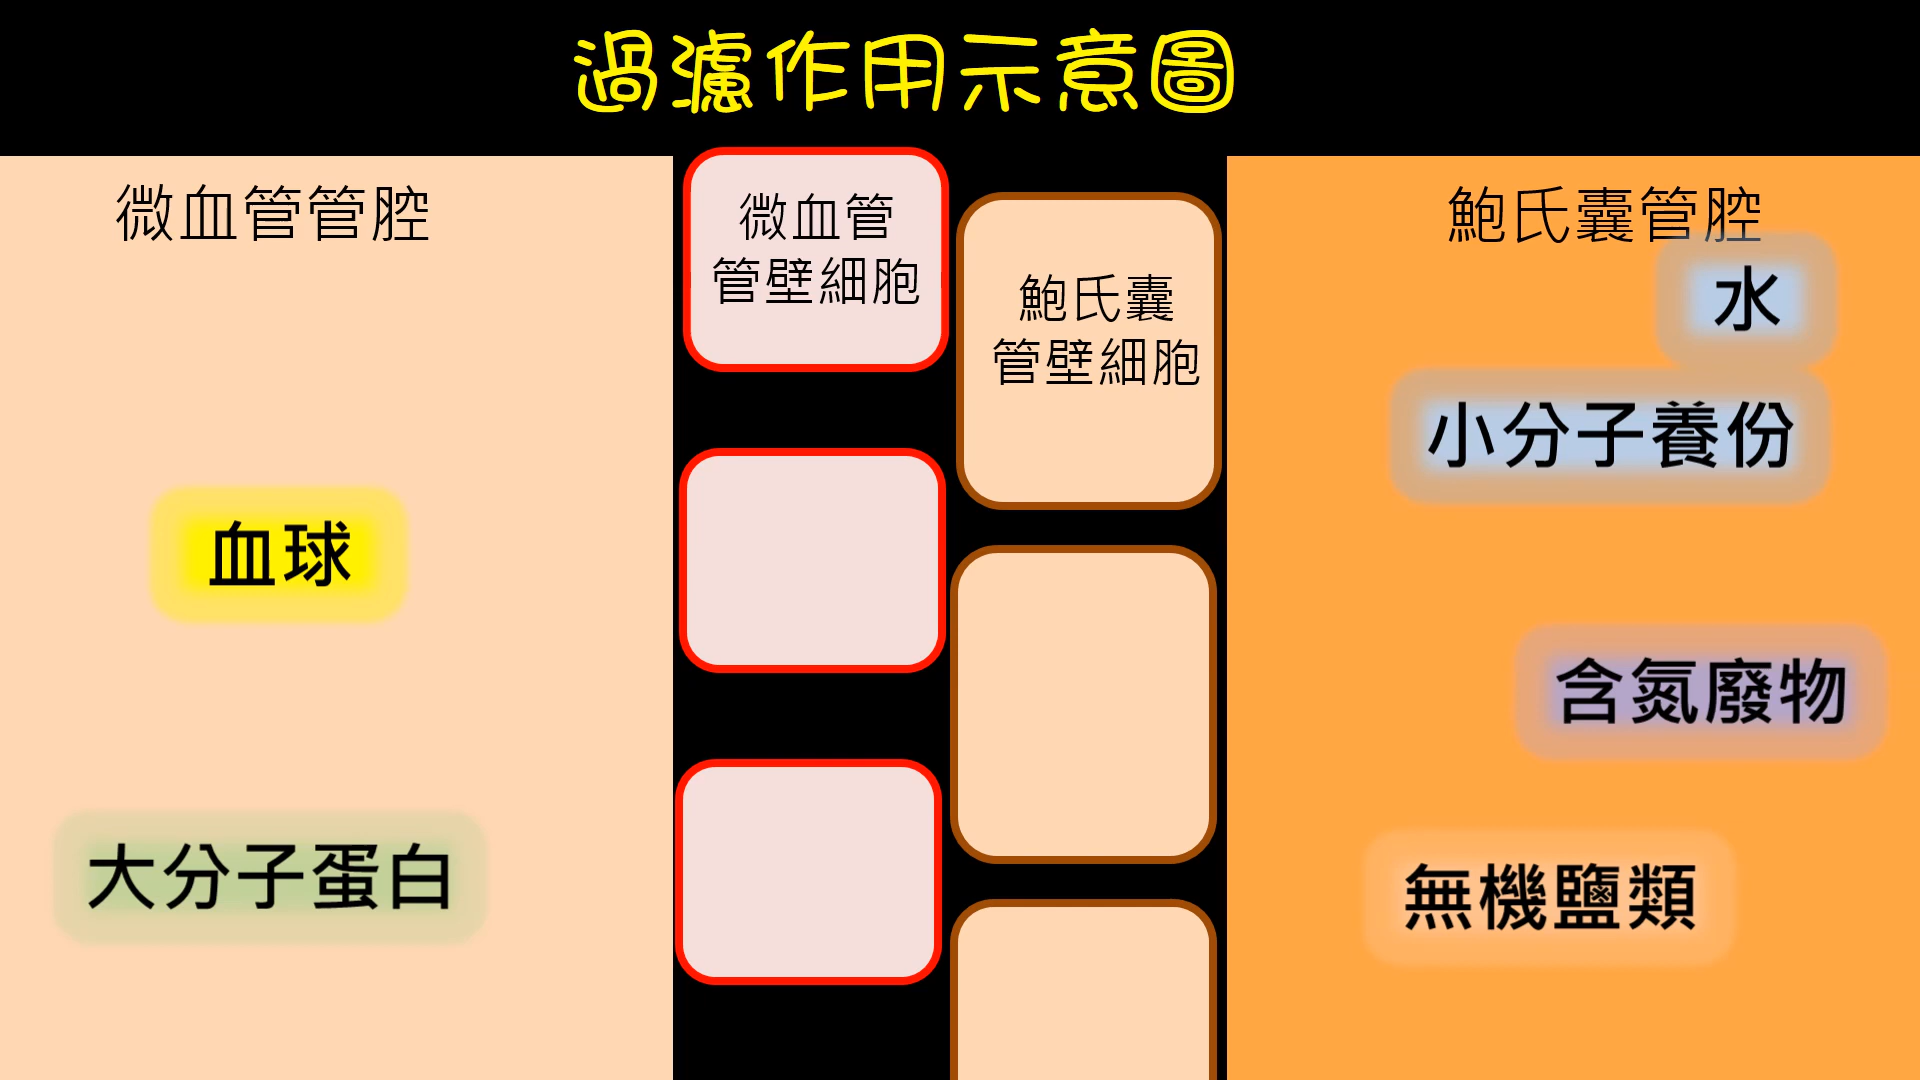 過濾作用示意圖
微血管管腔
微血管
管壁細胞
鮑氏囊
管壁細胞
鮑氏囊管腔
水
小分子養份
血球
含氮廢物
大分子蛋白
無機鹽類